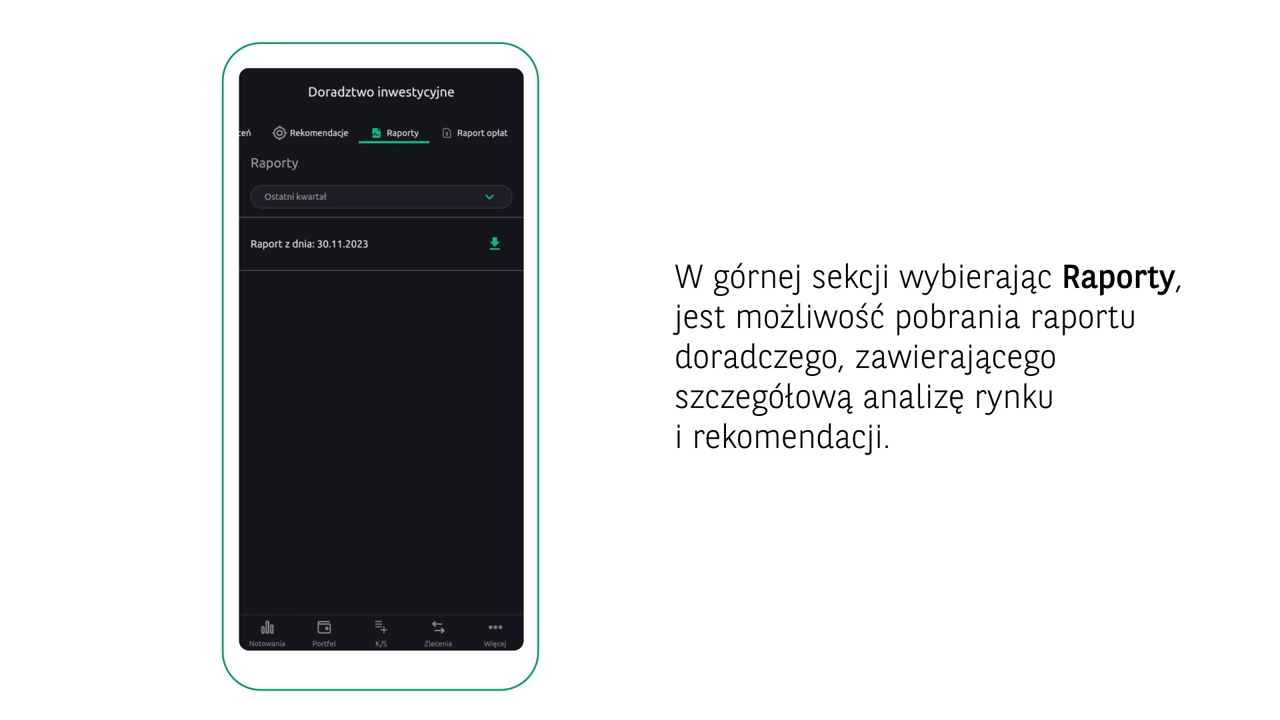 Doradztwo inwestycyjne
ceń Rekomendacje Raporty Raport opłat
Raporty
Ostatni kwartał
Raport z dnia: 30.11.2023
Notowania Portfel K/S Zlecenia Więcej
W górnej sekcji wybierając Raporty,
jest możliwość pobrania raportu
doradczego, zawierającego
szczegółową analizę rynku
i rekomendacji.